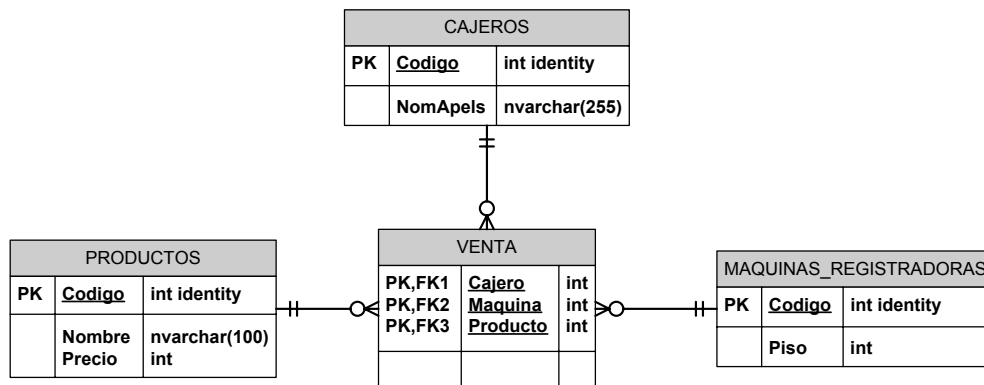 CAJEROS
PK Codigo int identity
NomApels nvarchar(255)
PRODUCTOS
PK Codigo int identity
Nombre nvarchar(100)
Precio int
VENTA
PK,FK1 Cajero int
PK,FK2 Maquina int
PK,FK3 Producto int
MAQUINAS_REGISTRADORAS
PK Codigo int identity
Piso int